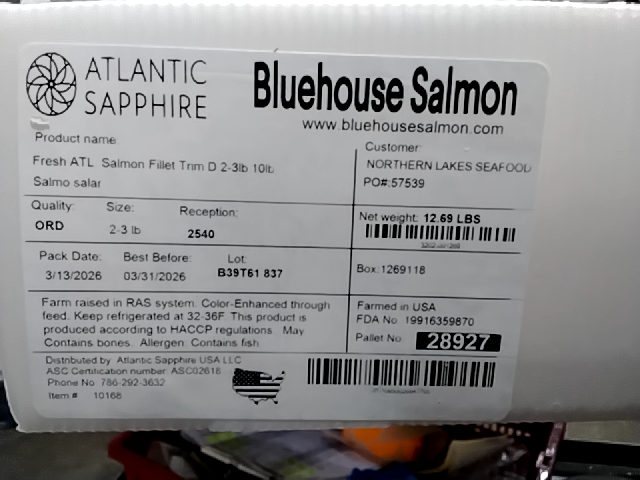 ATLANTIC
SAPPHIRE
Bluehouse Salmon
www.bluehousesalmon.com
Product name
Fresh ATL Salmon Fillet Trim D 2-3lb 10lb
Salmo salar
Customer
NORTHERN LAKES SEAFOOD
PO#:57539
Quality:
ORD
Size:
2-3 lb
Reception:
2540
Net weight: 12.69 LBS
Pack Date:
3/13/2026
Best Before:
03/31/2026
Lot:
B39T61 837
Box:1269118
Farm raised in RAS system. Color-Enhanced through
feed. Keep refrigerated at 32-36F. This product is
produced according to HACCP regulations. May
Contains bones. Allergen: Contains fish
Farmed in USA
FDA No. 19916359870
Pallet No. 28927
Distributed by: Atlantic Sapphire USA LLC
ASC Certification number: ASC02618
Phone No. 786-292-3632
Item # 10168